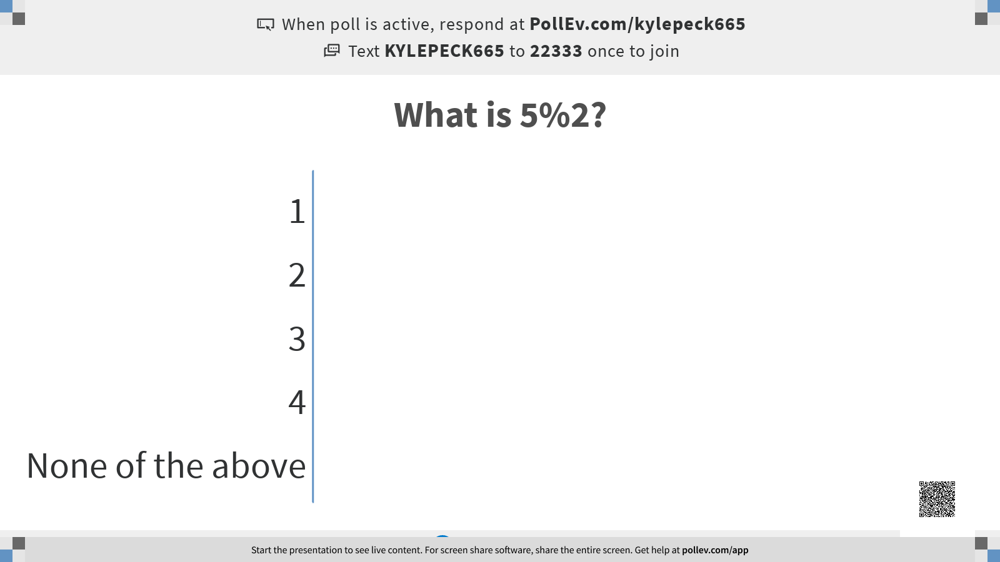 When poll is active, respond at PollEv.com/kylepeck665
Text KYLEPECK665 to 22333 once to join
What is 5%2?
1
2
3
4
None of the above
Start the presentation to see live content. For screen share software, share the entire screen. Get help at pollev.com/app